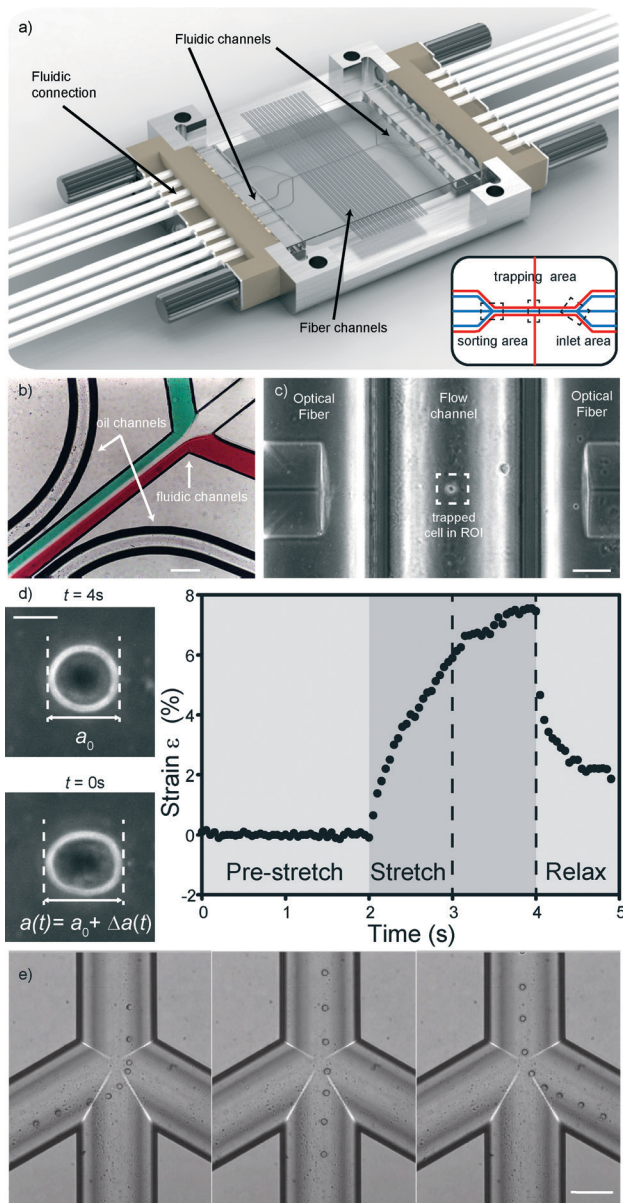 a)
Fluidic channels
Fluidic
connection
Fiber channels
trapping area
sorting area
inlet area
b)
oil channels
fluidic channels
c)
Optical
Fiber
Flow
channel
Optical
Fiber
trapped
cell in ROI
d)
t = 4s
a0
t = 0s
a(t)= a0 + Δa(t)
Strain ε (%)
8
6
4
2
0
-2
Pre-stretch
Stretch
Relax
0
1
2
3
4
5
Time (s)
e)